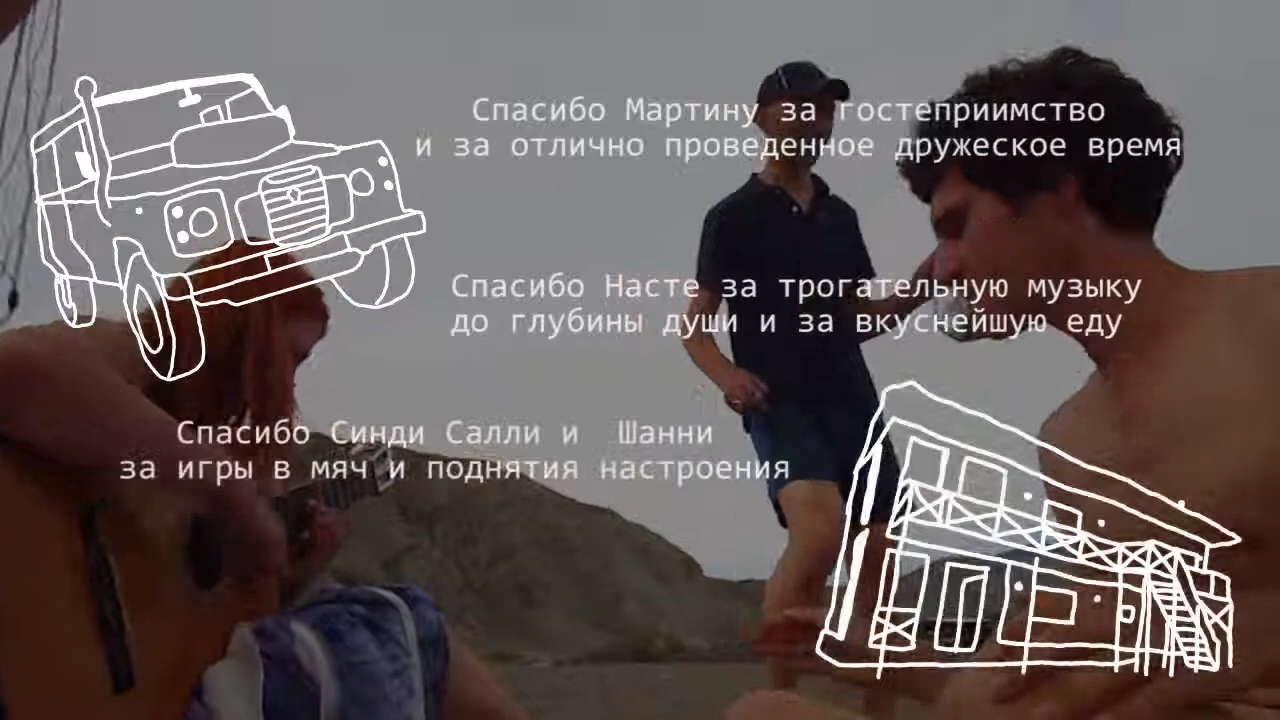 Спасибо Мартину за гостеприимство
и за отлично проведенное дружеское время
Спасибо Насте за трогательную музыку
до глубины души и за вкуснейшую еду
Спасибо Синди Салли и Шанни
за игры в мяч и поднятия настроения